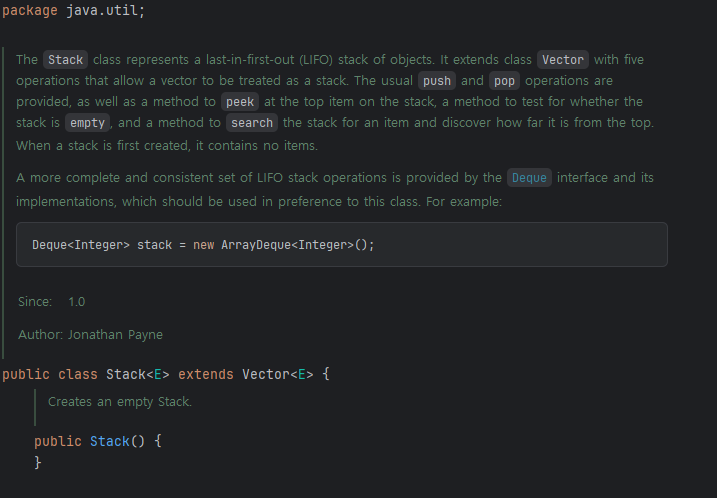 package java.util;
The Stack class represents a last-in-first-out (LIFO) stack of objects. It extends class Vector with five
operations that allow a vector to be treated as a stack. The usual push and pop operations are
provided, as well as a method to peek at the top item on the stack, a method to test for whether the
stack is empty, and a method to search the stack for an item and discover how far it is from the top.
When a stack is first created, it contains no items.
A more complete and consistent set of LIFO stack operations is provided by the Deque interface and its
implementations, which should be used in preference to this class. For example:
Deque<Integer> stack = new ArrayDeque<Integer>();
Since: 1.0
Author: Jonathan Payne
public class Stack<E> extends Vector<E> {
Creates an empty Stack.
public Stack() {
}